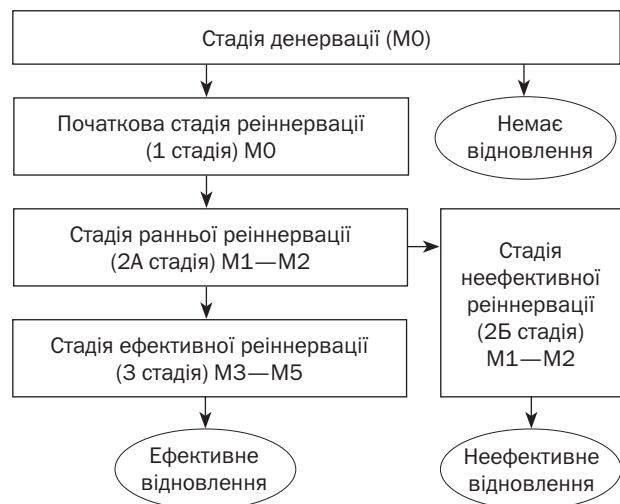 Стадія денервації (М0)
Початкова стадія реіннервації
(1 стадія) М0
Немає
відновлення
Стадія ранньої реіннервації
(2А стадія) М1—М2
Стадія
неефективної
реіннервації
(2Б стадія)
М1—М2
Стадія ефективної реіннервації
(3 стадія) М3—М5
Ефективне
відновлення
Неефективне
відновлення